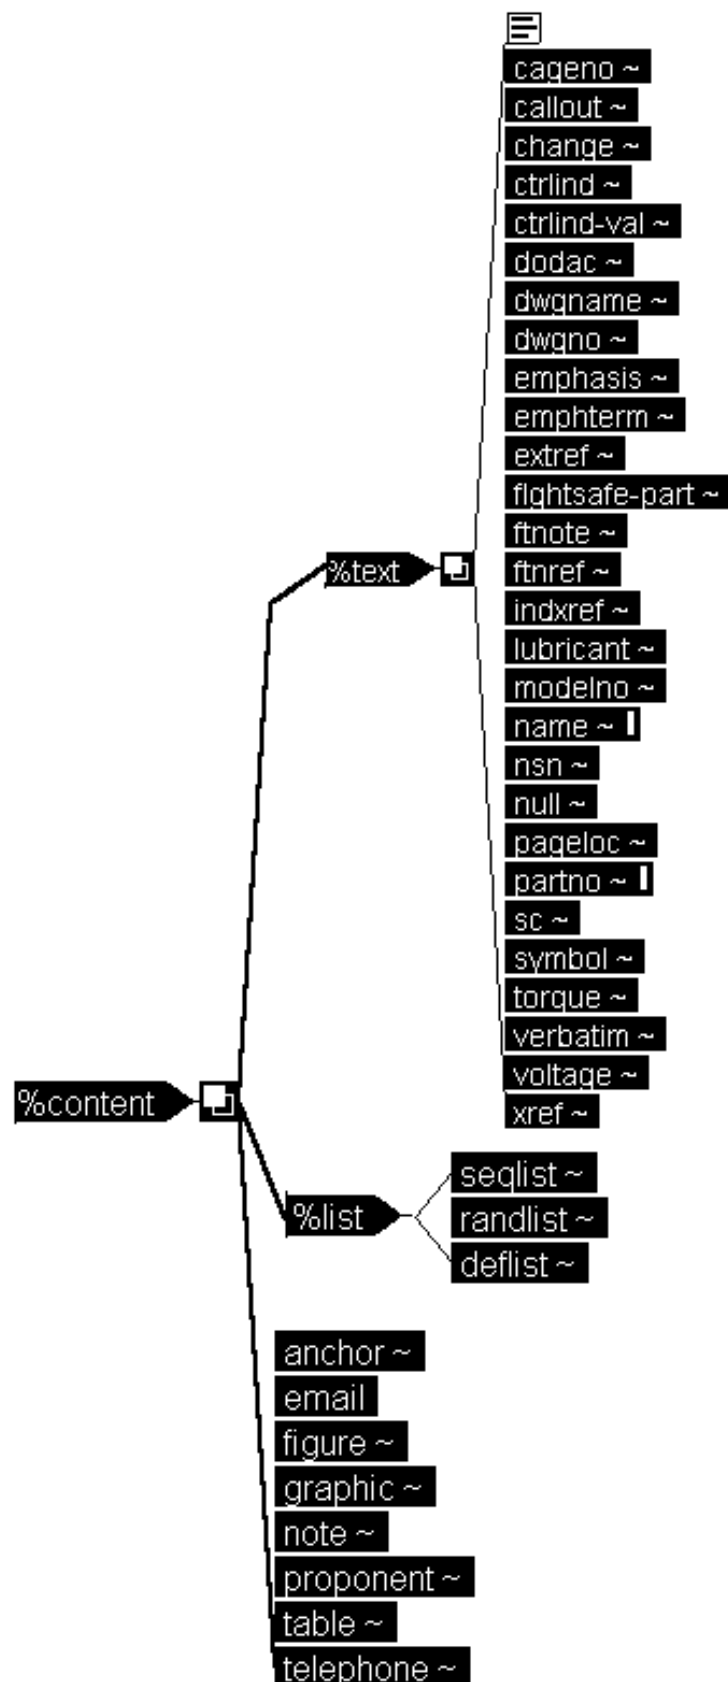 cageno ~
callout ~
change ~
ctrlind ~
ctrlind-val ~
dodac ~
dwgname ~
dwgno ~
emphasis ~
emphterm ~
extref ~
flghtsafe-part ~
ftnote ~
%text
ftnref ~
indxref ~
lubricant ~
modelno ~
name ~
nsn ~
null ~
pageloc ~
partno ~
sc ~
symbol ~
torque ~
verbatim ~
voltage ~
%content
xref ~
seqlist ~
%list
randlist ~
deflist ~
anchor ~
email
figure ~
graphic ~
note ~
proponent ~
table ~
telephone ~